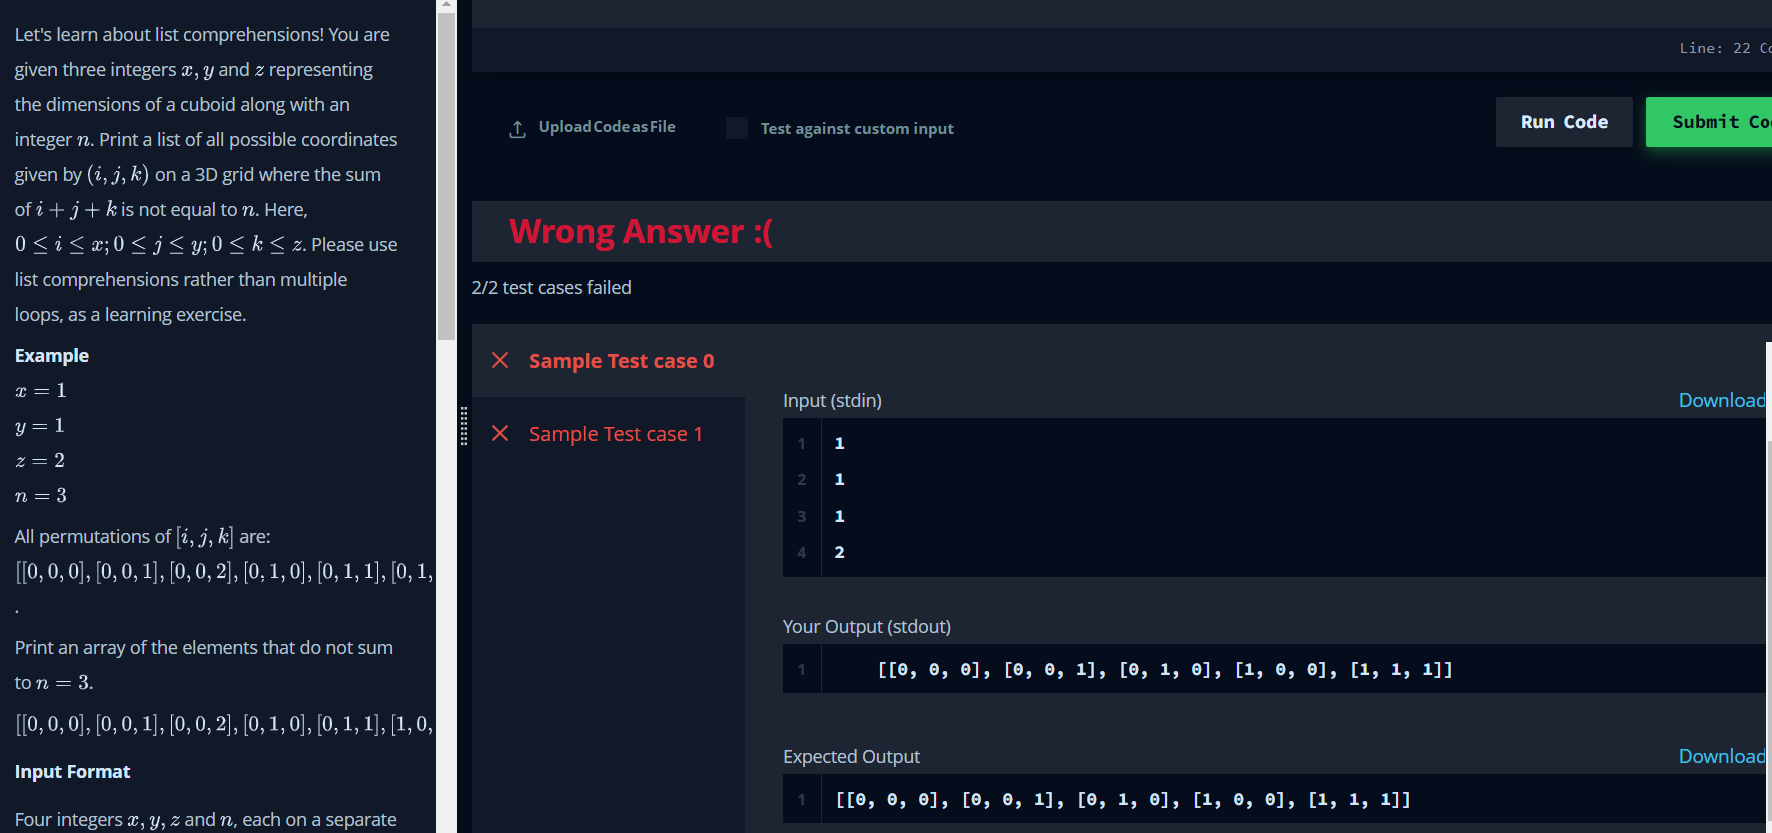 Let's learn about list comprehensions! You are
given three integers x, y and z representing
the dimensions of a cuboid along with an
integer n. Print a list of all possible coordinates
given by (i, j, k) on a 3D grid where the sum
of i + j + k is not equal to n. Here,
0 ≤ i ≤ x; 0 ≤ j ≤ y; 0 ≤ k ≤ z. Please use
list comprehensions rather than multiple
loops, as a learning exercise.
Example
x = 1
y = 1
z = 2
n = 3
All permutations of [i, j, k] are:
[[0, 0, 0], [0, 0, 1], [0, 0, 2], [0, 1, 0], [0, 1, 1], [0, 1,
.
Print an array of the elements that do not sum
to n = 3.
[[0, 0, 0], [0, 0, 1], [0, 0, 2], [0, 1, 0], [0, 1, 1], [1, 0,
Input Format
Four integers x, y, z and n, each on a separate
Line: 22 Co
Upload Code as File
Test against custom input
Run Code
Submit Co
Wrong Answer :(
2/2 test cases failed
Sample Test case 0
Sample Test case 1
Input (stdin)
Download
1 1
2 1
3 1
4 2
Your Output (stdout)
1 [[0, 0, 0], [0, 0, 1], [0, 1, 0], [1, 0, 0], [1, 1, 1]]
Expected Output
Download
1 [[0, 0, 0], [0, 0, 1], [0, 1, 0], [1, 0, 0], [1, 1, 1]]